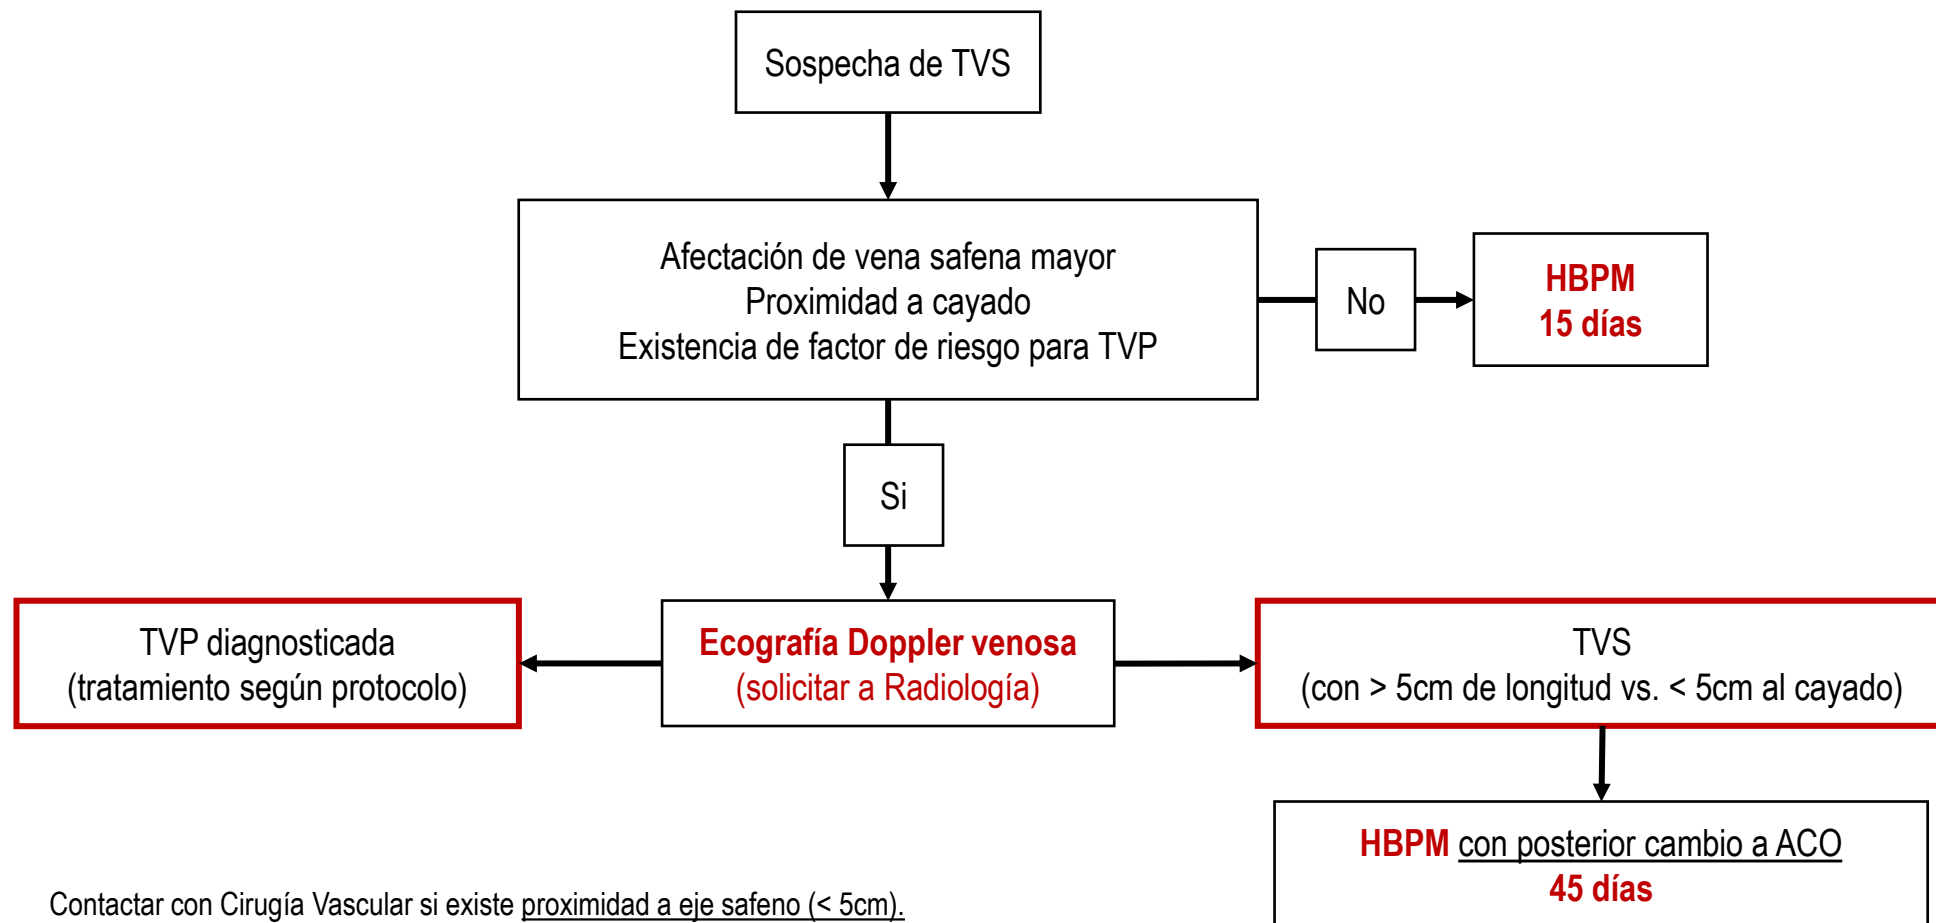 Sospecha de TVS
Afectación de vena safena mayor
Proximidad a cayado
Existencia de factor de riesgo para TVP
No
HBPM
15 días
Si
TVP diagnosticada
(tratamiento según protocolo)
Ecografía Doppler venosa
(solicitar a Radiología)
TVS
(con > 5cm de longitud vs. < 5cm al cayado)
HBPM con posterior cambio a ACO
45 días
Contactar con Cirugía Vascular si existe proximidad a eje safeno (< 5cm).